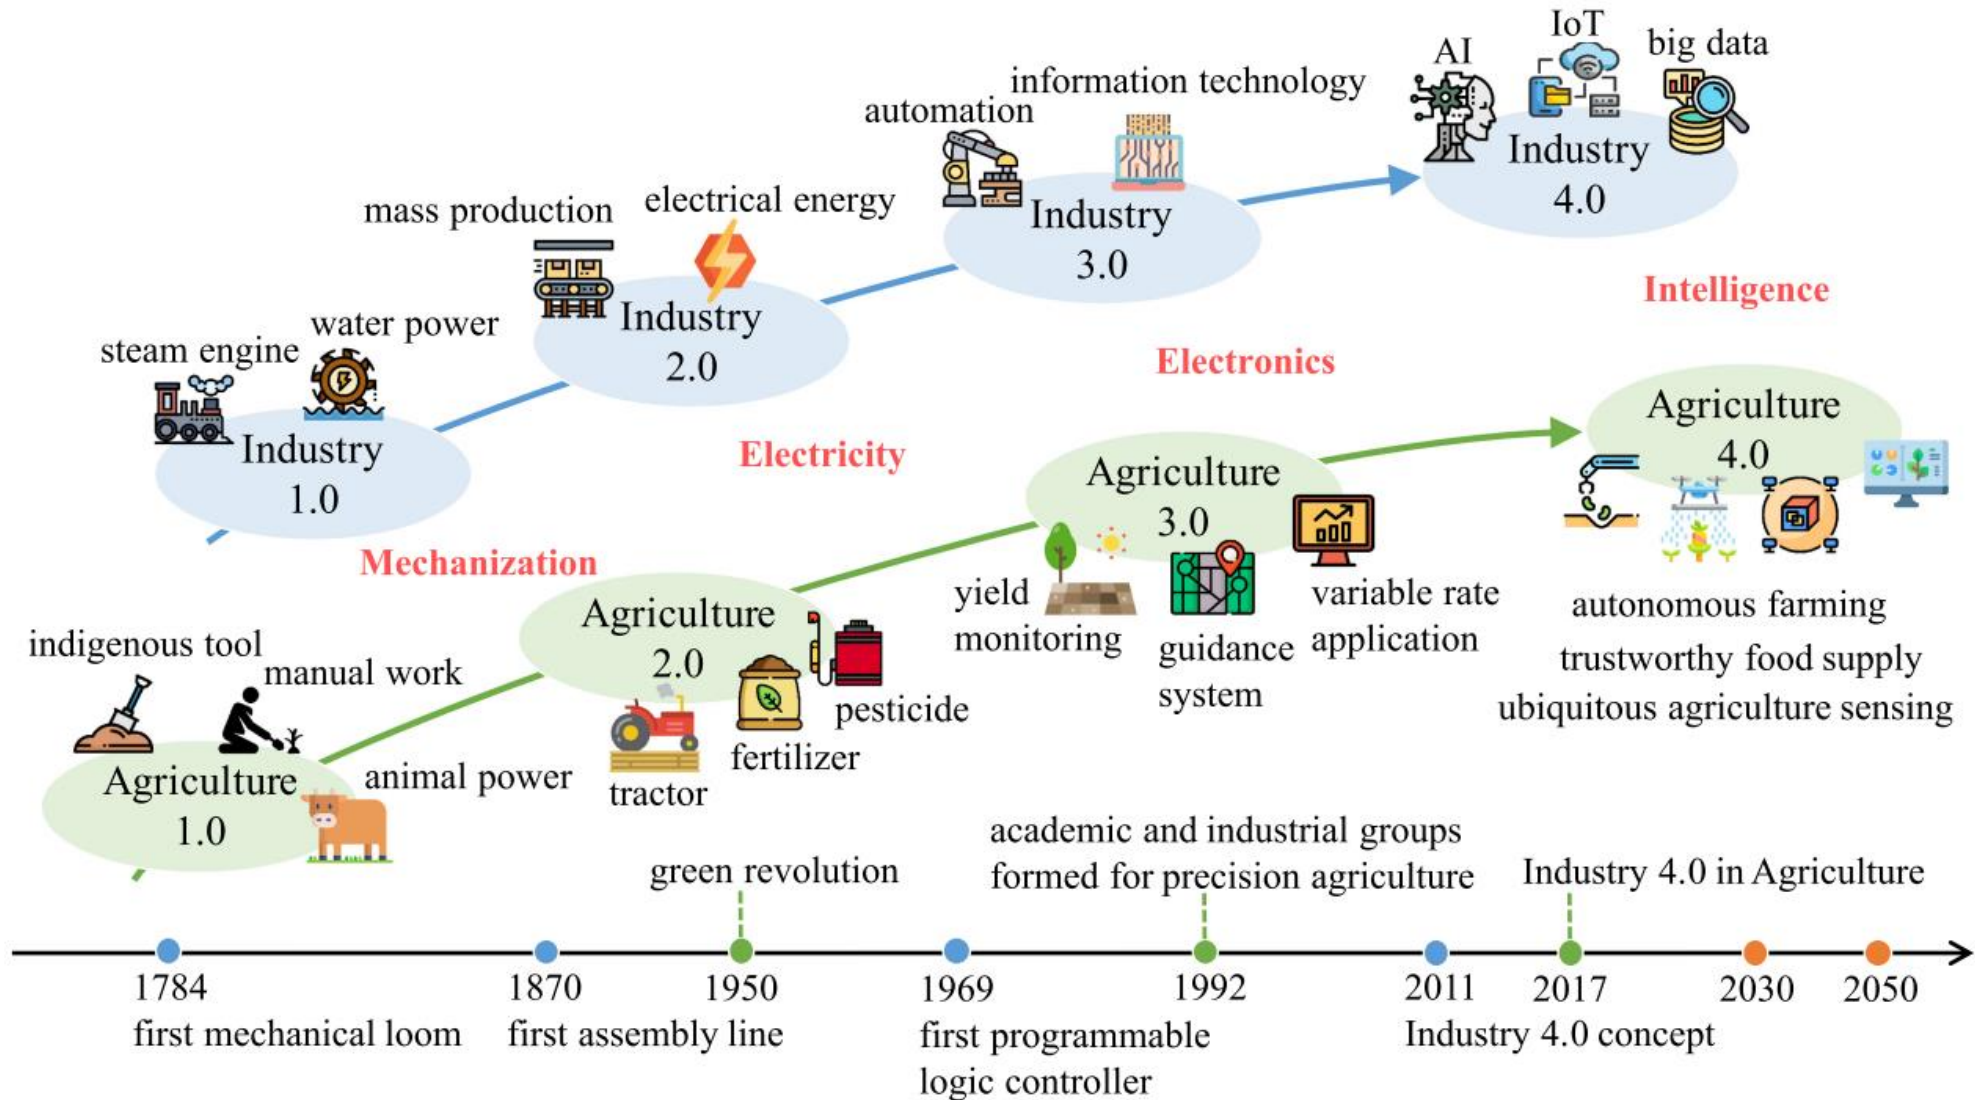 IoT
AI
big data
information technology
automation
Industry
4.0
electrical energy
mass production
Industry
3.0
Intelligence
water power
steam engine
Industry
2.0
Electronics
Industry
1.0
Electricity
Agriculture
4.0
Agriculture
3.0
Mechanization
yield
monitoring
guidance
system
variable rate
application
autonomous farming
trustworthy food supply
ubiquitous agriculture sensing
Agriculture
2.0
pesticide
fertilizer
tractor
indigenous tool
manual work
animal power
Agriculture
1.0
green revolution
academic and industrial groups
formed for precision agriculture
Industry 4.0 in Agriculture
1784
first mechanical loom
1870
first assembly line
1950
1969
first programmable
logic controller
1992
2011
Industry 4.0 concept
2017
2030
2050